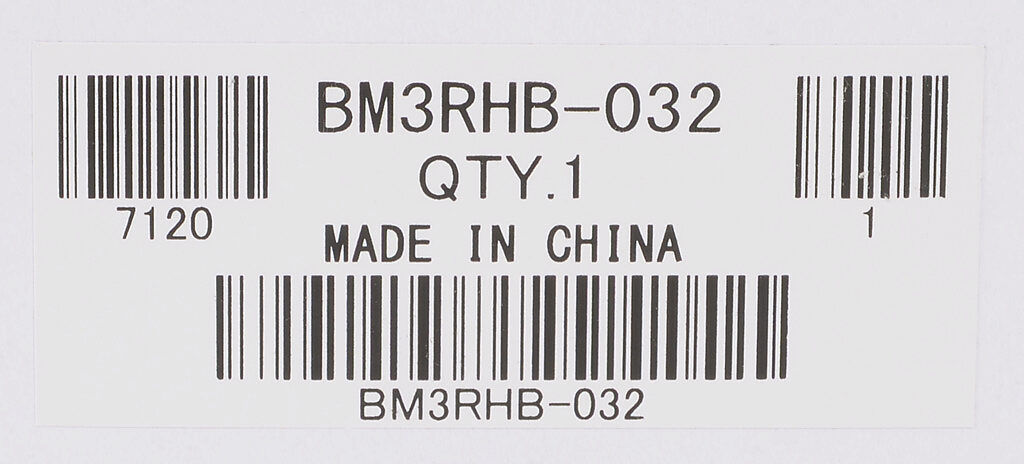 BM3RHB-032
QTY.1
7120
1
MADE IN CHINA
BM3RHB-032